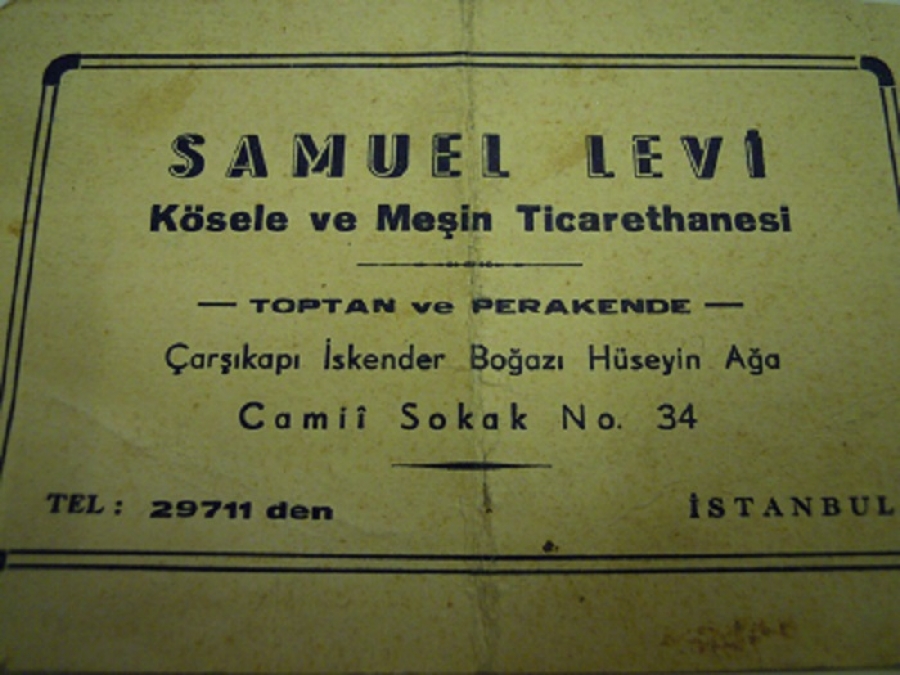 SAMUEL LEVİ
Kösele ve Meşin Ticarethanesi
— TOPTAN ve PERAKENDE —
Çarşıkapı İskender Boğazı Hüseyin Ağa
Camiî Sokak No. 34
TEL : 29711 den İSTANBUL